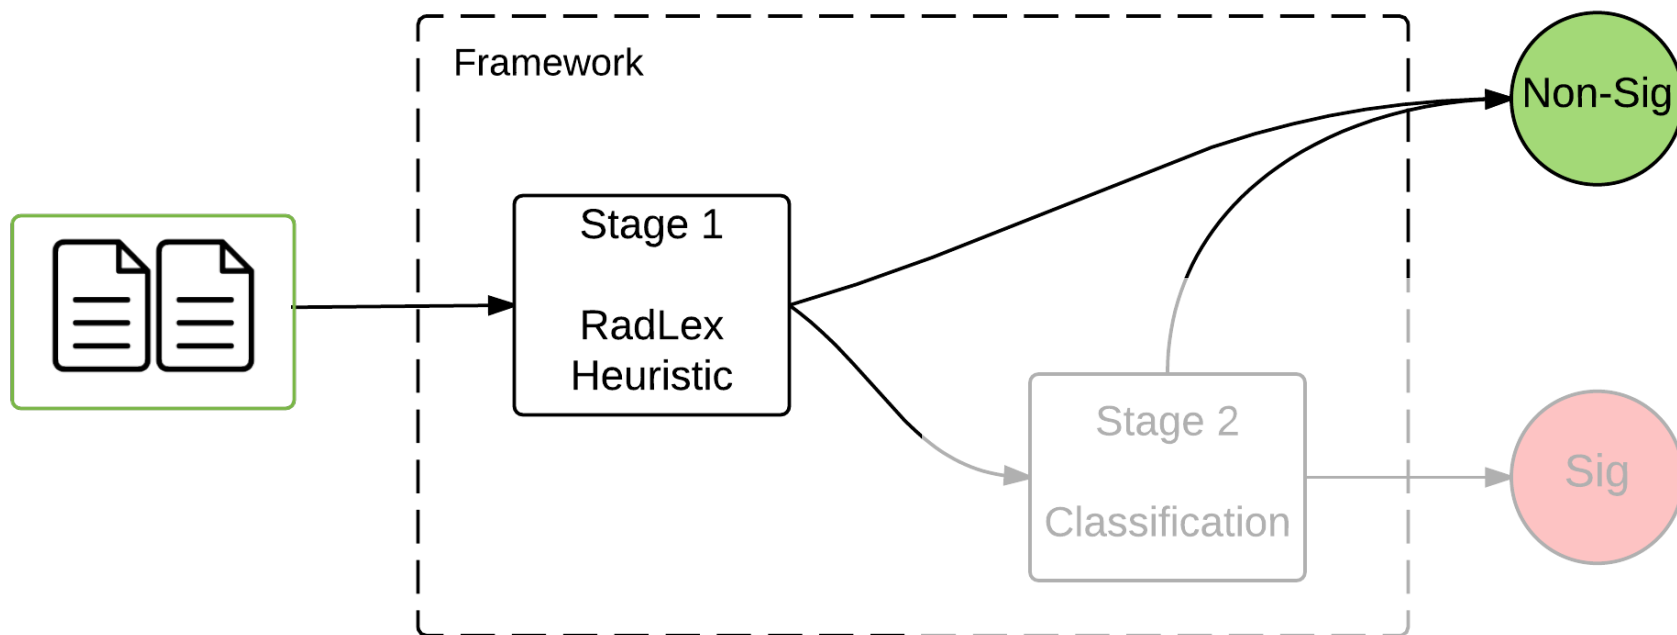 Framework
Non-Sig
Stage 1
RadLex
Heuristic
Stage 2
Classification
Sig